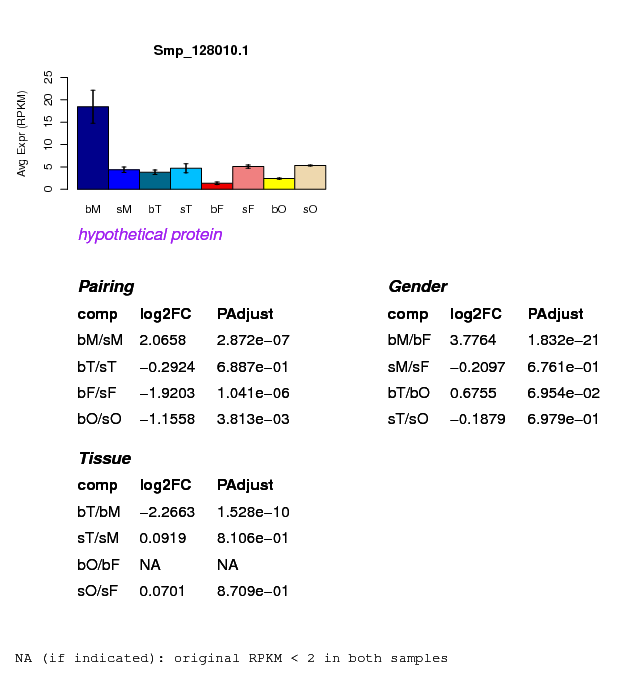 Smp_128010.1
Avg Expr (RPKM)
25
20
15
10
5
0
bM sM bT sT bF sF bO sO
hypothetical protein
Pairing
comp log2FC PAdjust
bM/sM 2.0658 2.872e−07
bT/sT −0.2924 6.887e−01
bF/sF −1.9203 1.041e−06
bO/sO −1.1558 3.813e−03
Gender
comp log2FC PAdjust
bM/bF 3.7764 1.832e−21
sM/sF −0.2097 6.761e−01
bT/bO 0.6755 6.954e−02
sT/sO −0.1879 6.979e−01
Tissue
comp log2FC PAdjust
bT/bM −2.2663 1.528e−10
sT/sM 0.0919 8.106e−01
bO/bF NA NA
sO/sF 0.0701 8.709e−01
NA (if indicated): original RPKM < 2 in both samples